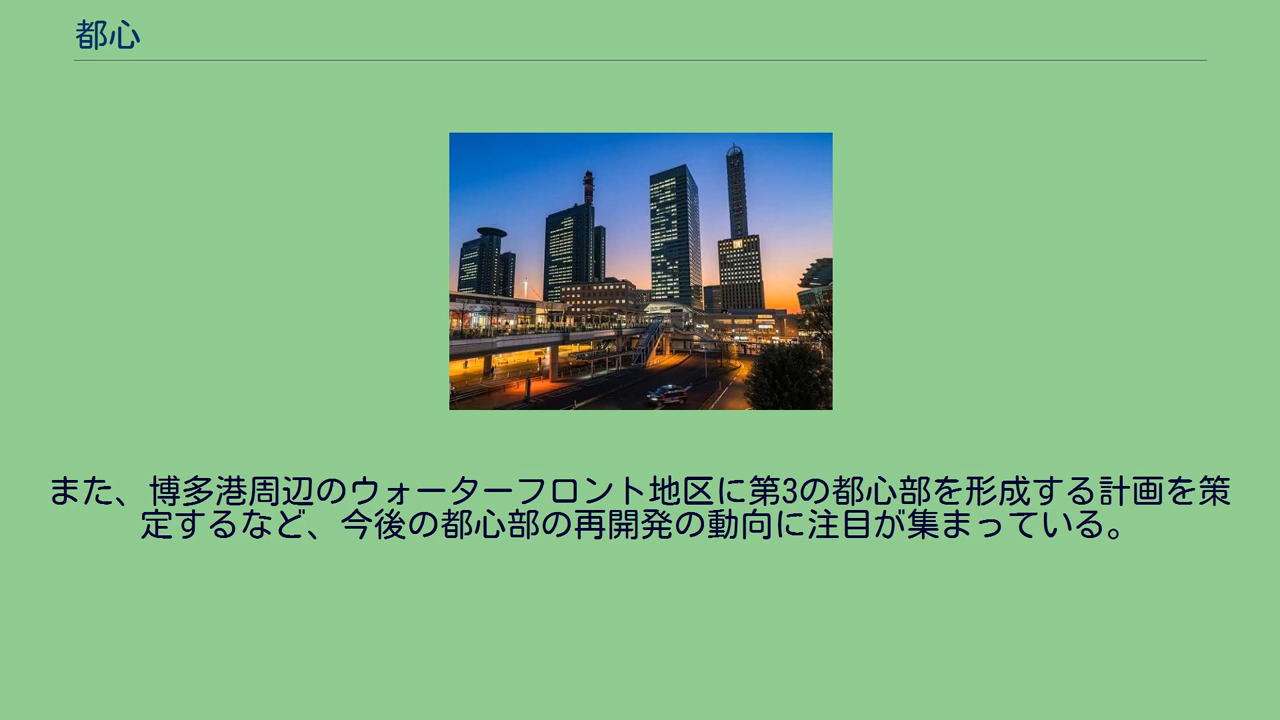 都心
また、博多港周辺のウォーターフロント地区に第3の都心部を形成する計画を策
定するなど、今後の都心部の再開発の動向に注目が集まっている。